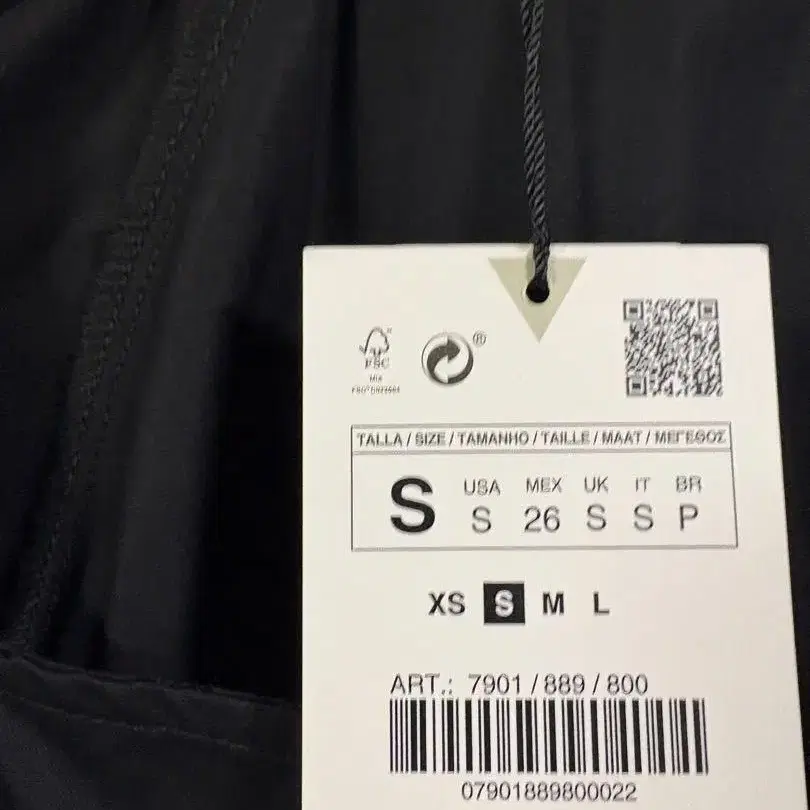 FSC
MIX
®
TALLA / SIZE / TAMANHO / TAILLE / MAAT / ΜΕΓΕΘΟΣ
S
USA MEX UK IT BR
S 26 S S P
XS S M L
ART.: 7901 / 889 / 800
07901889800022